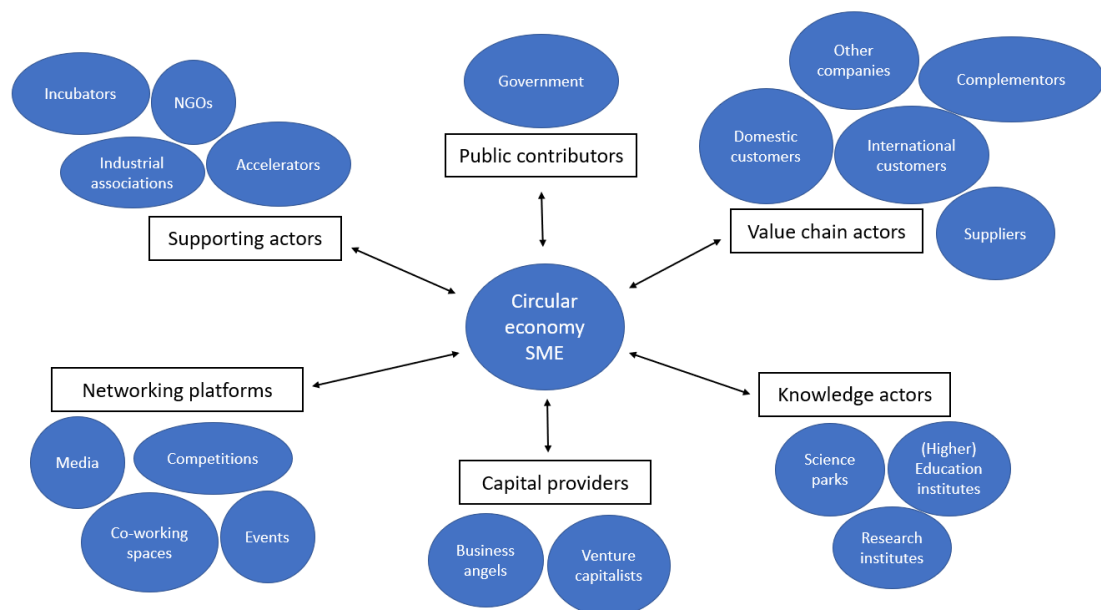 Incubators
NGOs
Industrial
associations
Accelerators
Supporting actors
Government
Public contributors
Other
companies
Complementors
Domestic
customers
International
customers
Value chain actors
Suppliers
Circular
economy
SME
Networking platforms
Media
Competitions
Co-working
spaces
Events
Capital providers
Business
angels
Venture
capitalists
Knowledge actors
Science
parks
(Higher)
Education
institutes
Research
institutes